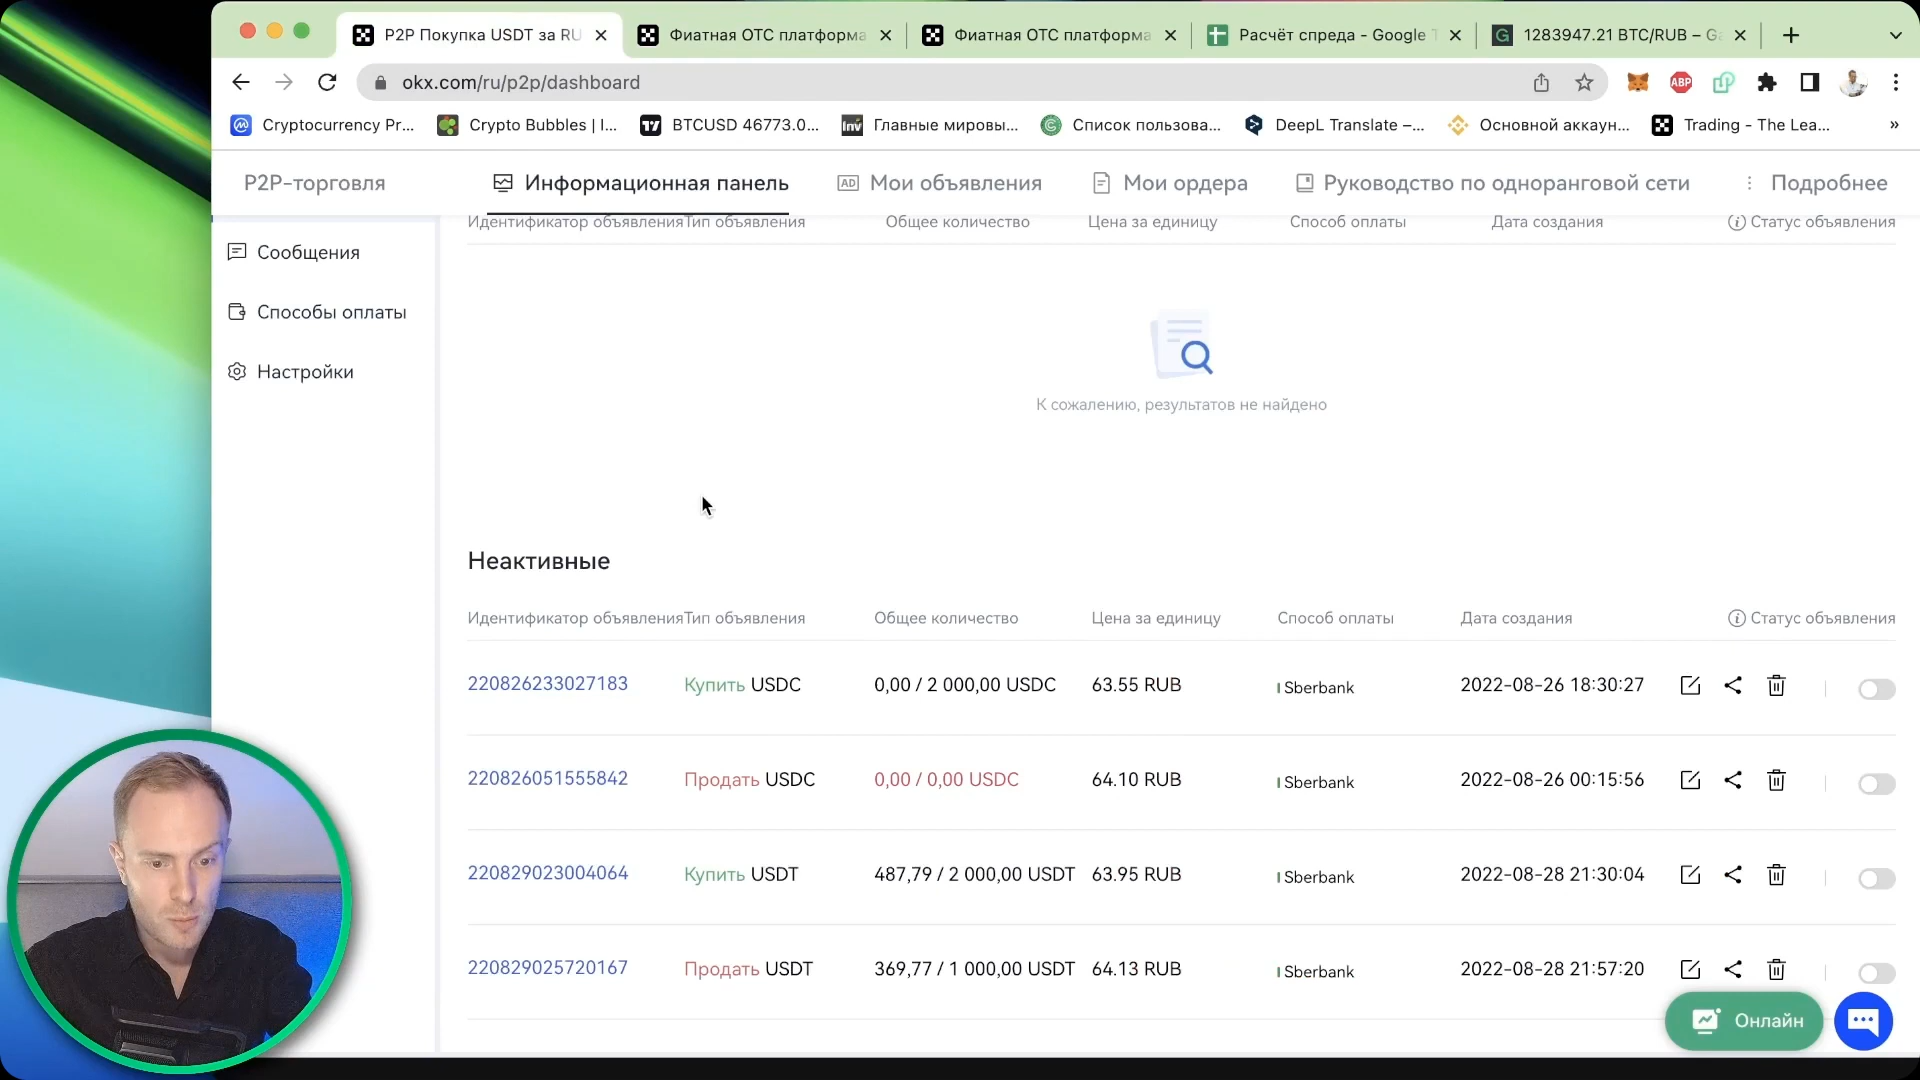 P2P Покупка USDT за RU
Фиатная OTC платформа
Фиатная OTC платформа
Расчёт спреда - Google T
1283947.21 BTC/RUB – Ga
okx.com/ru/p2p/dashboard
ABP
Cryptocurrency Pr...
Crypto Bubbles | I...
BTCUSD 46773.0...
Inv
Главные мировы...
Список пользова...
DeepL Translate –...
Основной аккаун...
Trading - The Lea...
»
P2P-торговля
Информационная панель
AD Мои объявления
Мои ордера
Руководство по одноранговой сети
Подробнее
Сообщения
Способы оплаты
Настройки
Идентификатор объявления Тип объявления Общее количество Цена за единицу Способ оплаты Дата создания Статус объявления
К сожалению, результатов не найдено
Неактивные
Идентификатор объявления Тип объявления Общее количество Цена за единицу Способ оплаты Дата создания Статус объявления
220826233027183 Купить USDC 0,00 / 2 000,00 USDC 63.55 RUB Sberbank 2022-08-26 18:30:27
220826051555842 Продать USDC 0,00 / 0,00 USDC 64.10 RUB Sberbank 2022-08-26 00:15:56
220829023004064 Купить USDT 487,79 / 2 000,00 USDT 63.95 RUB Sberbank 2022-08-28 21:30:04
220829025720167 Продать USDT 369,77 / 1 000,00 USDT 64.13 RUB Sberbank 2022-08-28 21:57:20
Онлайн